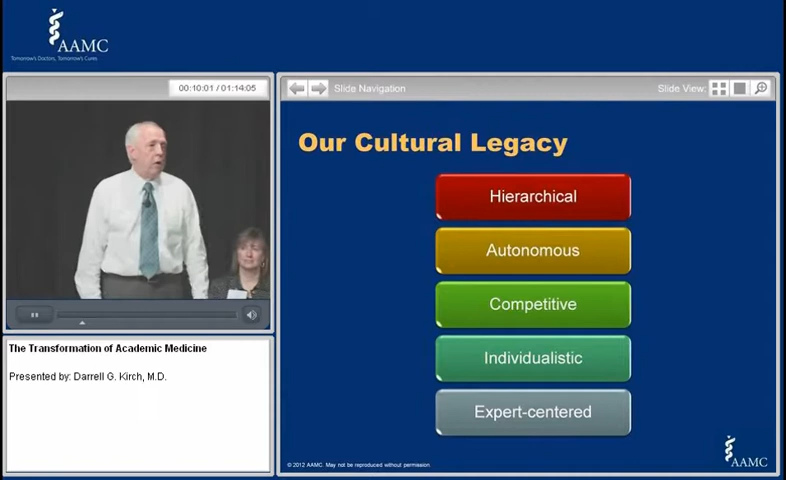 AAMC
Tomorrow's Doctors, Tomorrow's Cures
00:10:01 / 01:14:05
Slide Navigation
Slide View:
Our Cultural Legacy
Hierarchical
Autonomous
Competitive
Individualistic
Expert-centered
The Transformation of Academic Medicine
Presented by: Darrell G. Kirch, M.D.
© 2012 AAMC. May not be reproduced without permission
AAMC